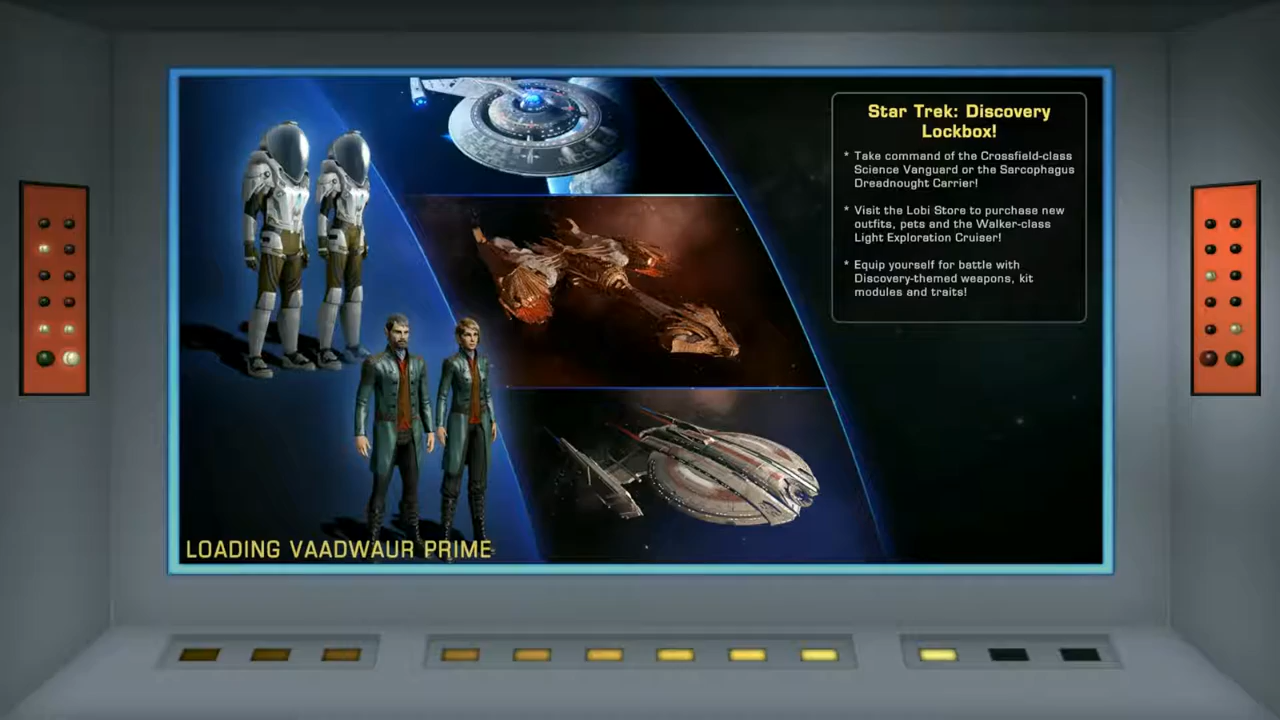 Star Trek: Discovery
Lockbox!
* Take command of the Crossfield-class
Science Vanguard or the Sarcophagus
Dreadnought Carrier!
* Visit the Lobi Store to purchase new
outfits, pets and the Walker-class
Light Exploration Cruiser!
* Equip yourself for battle with
Discovery-themed weapons, kit
modules and traits!
LOADING VAADWAUR PRIME